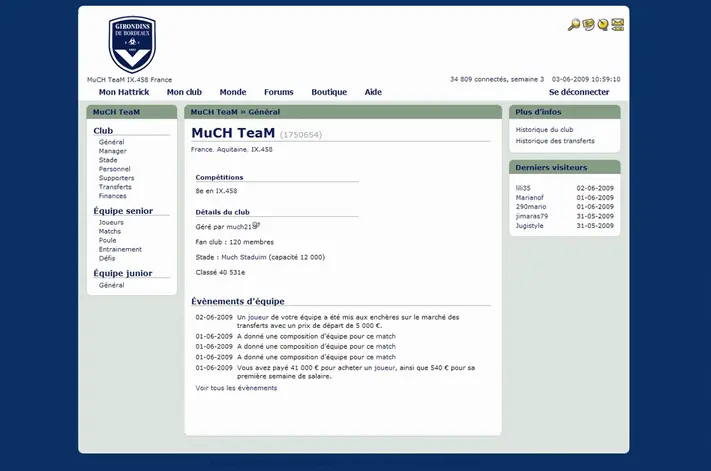 GIRONDINS
DE BORDEAUX
MuCH TeaM IX.458 France
34 809 connectés, semaine 3 03-06-2009 10:59:10
Mon Hattrick Mon club Monde Forums Boutique Aide Se déconnecter
MuCH TeaM
Club
Général
Manager
Stade
Personnel
Supporters
Transferts
Finances
Équipe senior
Joueurs
Matchs
Poule
Entrainement
Défis
Équipe junior
Général
MuCH TeaM » Général
MuCH TeaM (1750654)
France, Aquitaine, IX.458
Compétitions
8e en IX.458
Détails du club
Géré par much21
Fan club : 120 membres
Stade : Much Staduim (capacité 12 000)
Classé 40 531e
Évènements d'équipe
02-06-2009 Un joueur de votre équipe a été mis aux enchères sur le marché des
transferts avec un prix de départ de 5 000 €.
01-06-2009 A donné une composition d'équipe pour ce match
01-06-2009 A donné une composition d'équipe pour ce match
01-06-2009 A donné une composition d'équipe pour ce match
01-06-2009 Vous avez payé 41 000 € pour acheter un joueur, ainsi que 540 € pour sa
première semaine de salaire.
Voir tous les évènements
Plus d'infos
Historique du club
Historique des transferts
Derniers visiteurs
lili35 02-06-2009
Marianof 01-06-2009
290mario 01-06-2009
jimaras79 31-05-2009
Jugistyle 31-05-2009